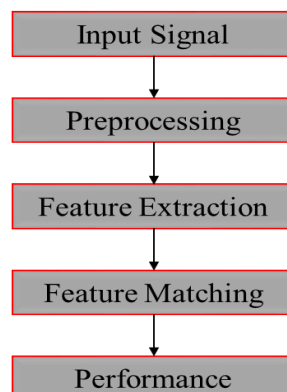 Input Signal
Preprocessing
Feature Extraction
Feature Matching
Performance